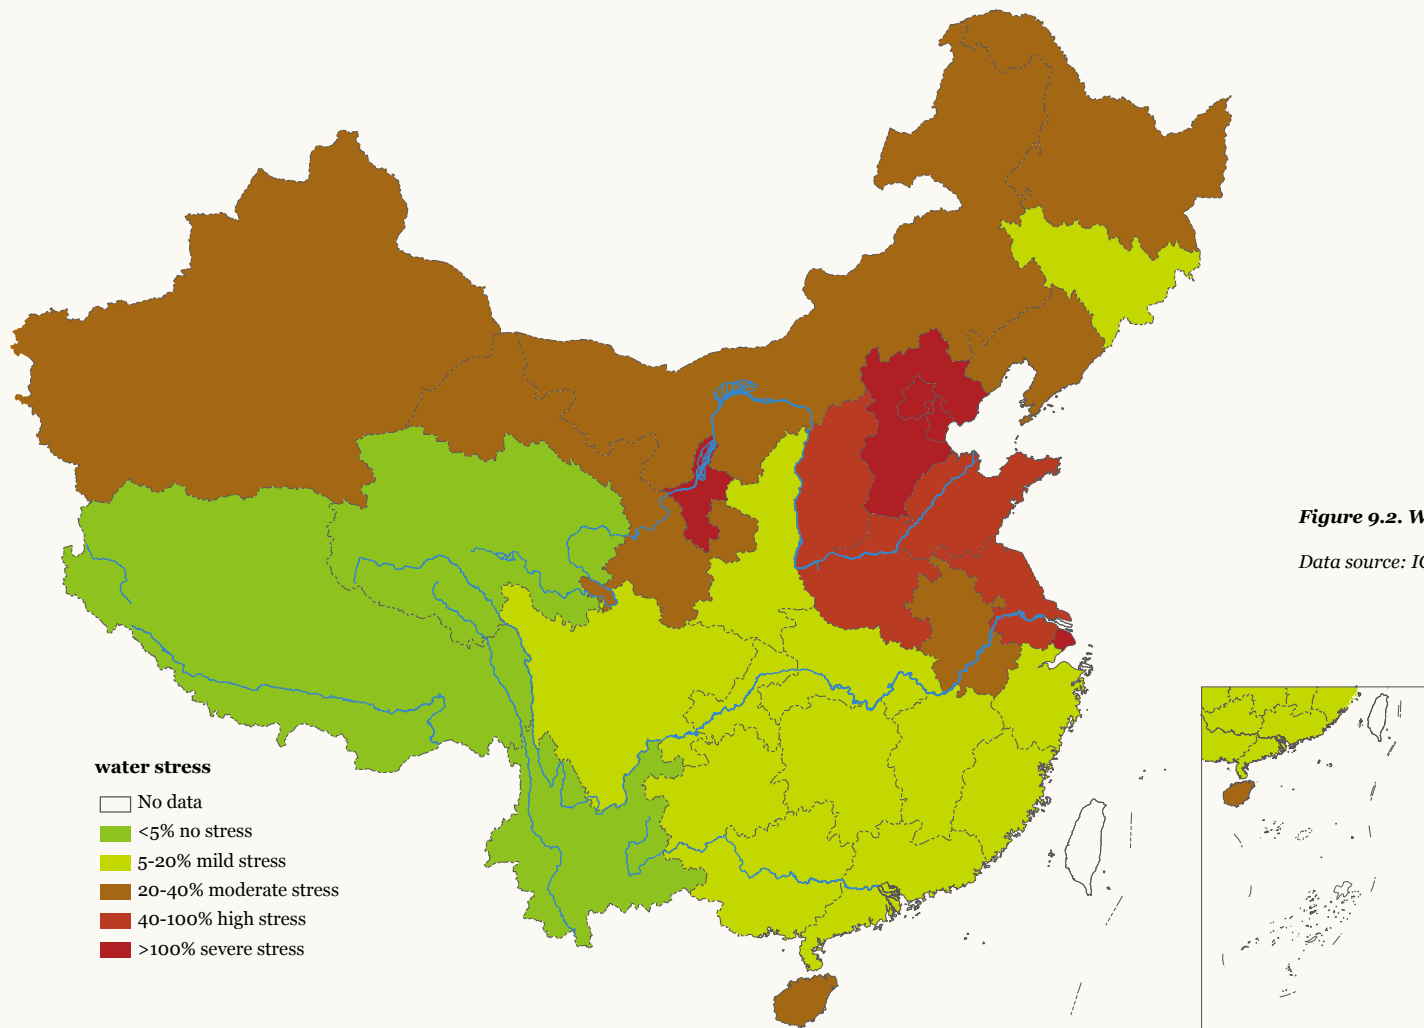 Figure 9.2. W
Data source: IC
water stress
No data
<5% no stress
5-20% mild stress
20-40% moderate stress
40-100% high stress
>100% severe stress